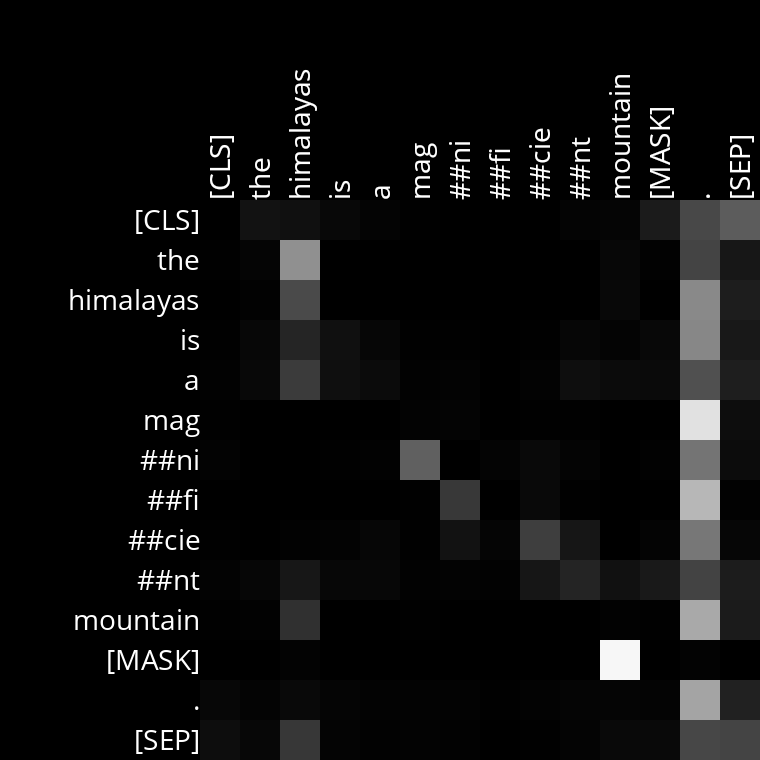 [CLS]
the
himalayas
is
a
mag
##ni
##fi
##cie
##nt
mountain
[MASK]
.
[SEP]
[CLS]
the
himalayas
is
a
mag
##ni
##fi
##cie
##nt
mountain
[MASK]
.
[SEP]